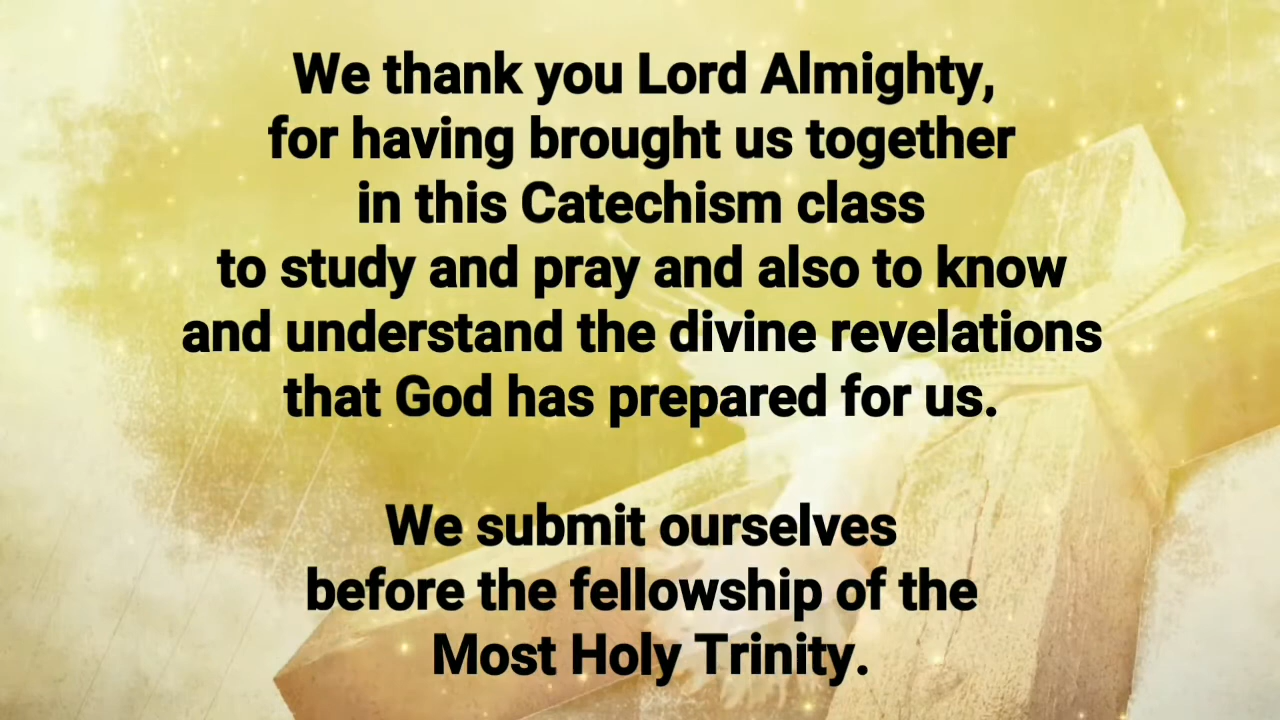 We thank you Lord Almighty,
for having brought us together
in this Catechism class
to study and pray and also to know
and understand the divine revelations
that God has prepared for us.
We submit ourselves
before the fellowship of the
Most Holy Trinity.